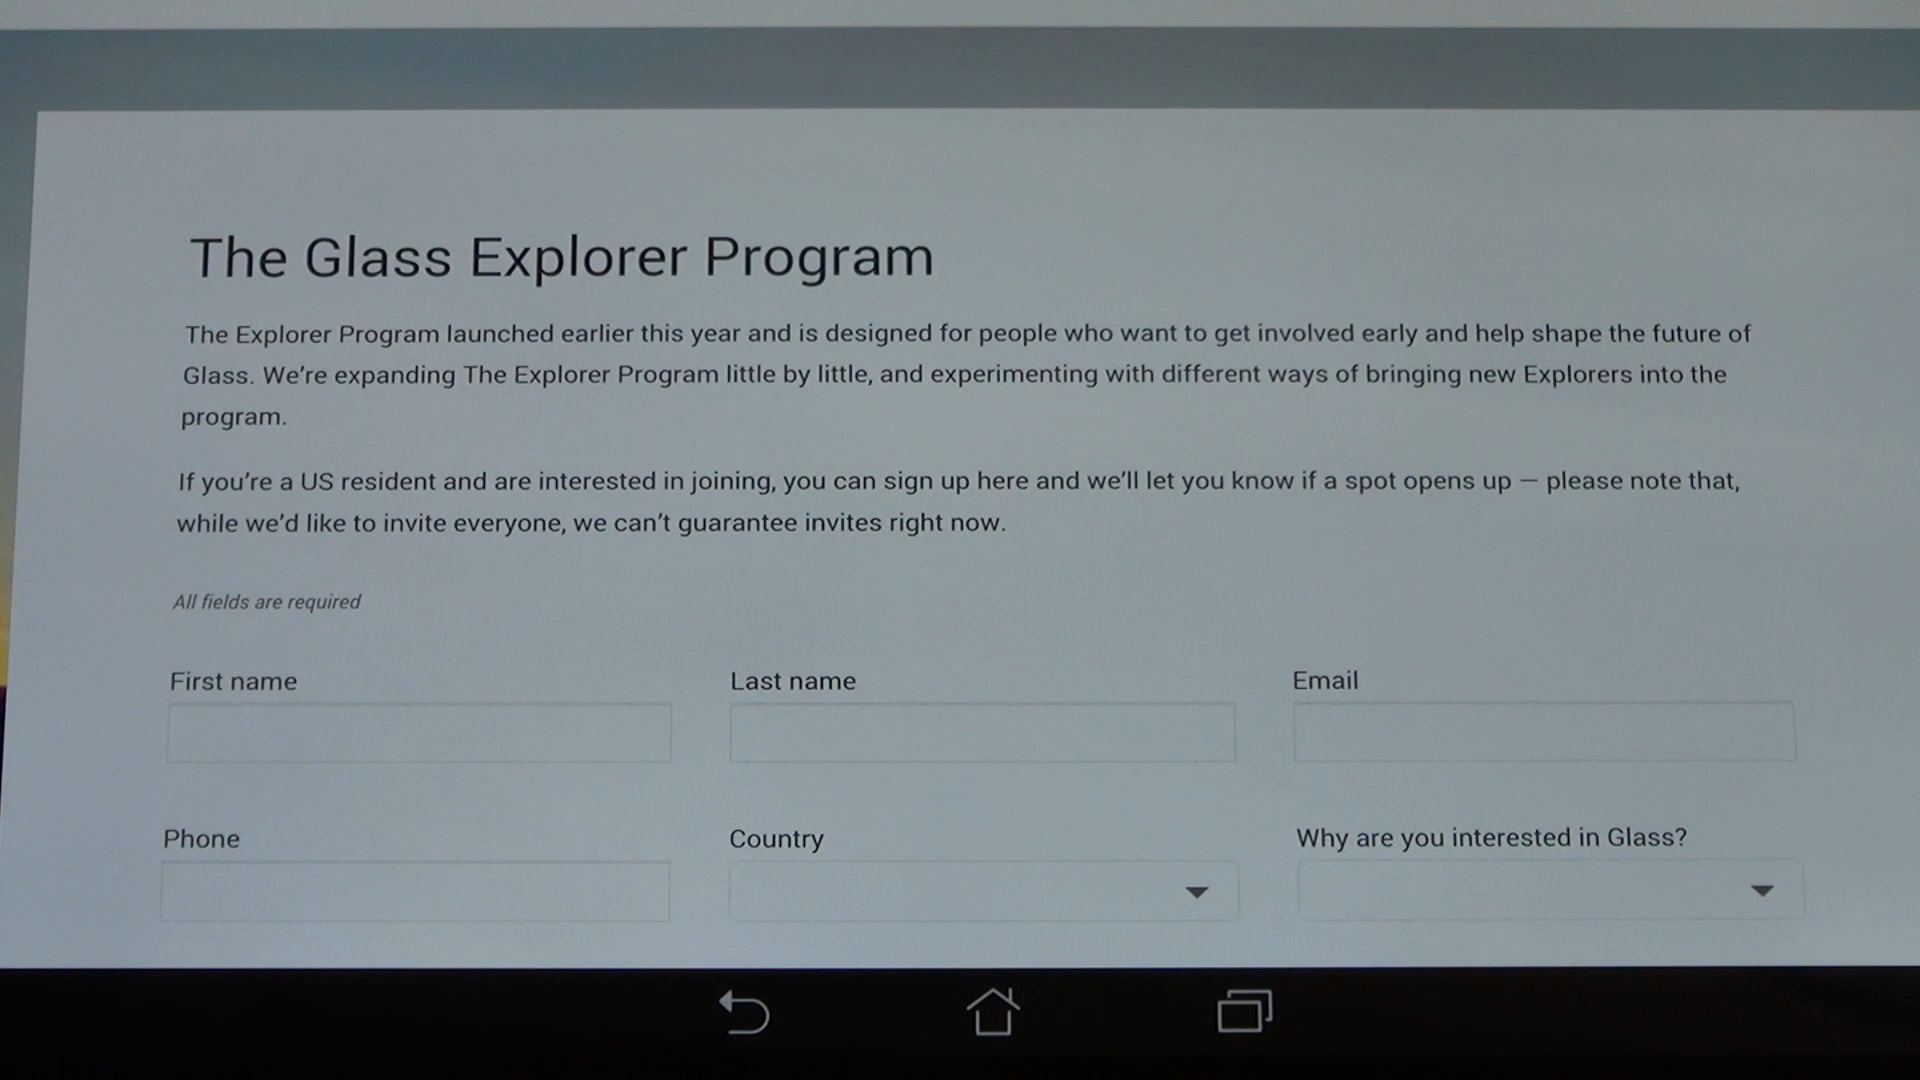 The Glass Explorer Program
The Explorer Program launched earlier this year and is designed for people who want to get involved early and help shape the future of
Glass. We’re expanding The Explorer Program little by little, and experimenting with different ways of bringing new Explorers into the
program.
If you’re a US resident and are interested in joining, you can sign up here and we’ll let you know if a spot opens up — please note that,
while we’d like to invite everyone, we can’t guarantee invites right now.
All fields are required
First name
Last name
Email
Phone
Country
Why are you interested in Glass?